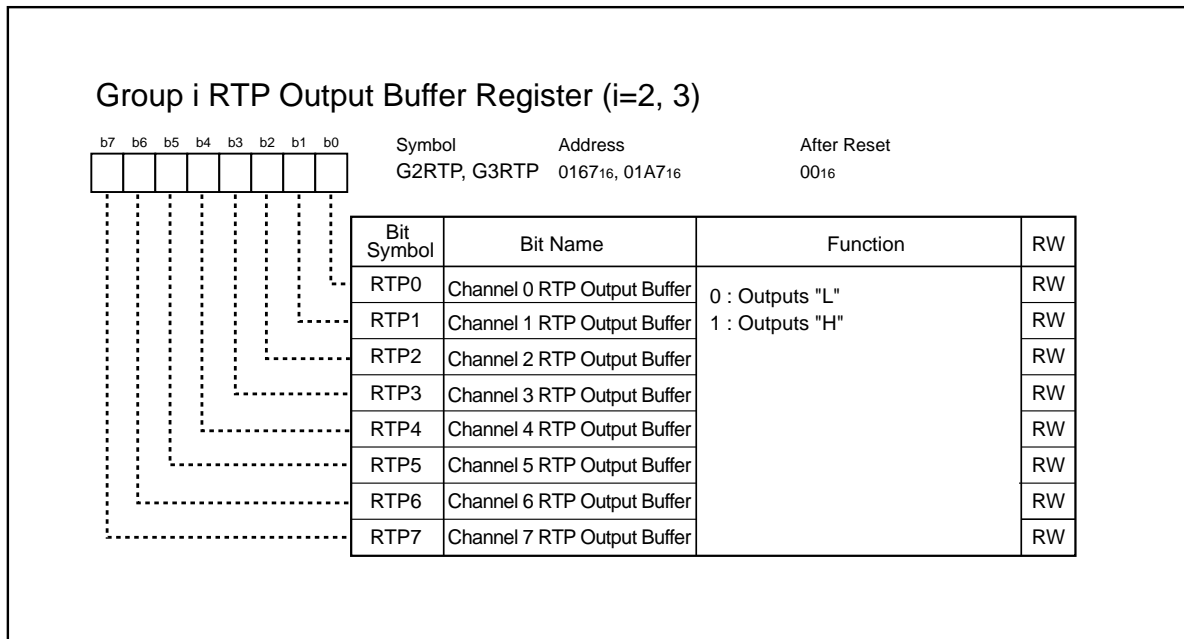 Group i RTP Output Buffer Register (i=2, 3)
b7 b6 b5 b4 b3 b2 b1 b0
Symbol Address After Reset
G2RTP, G3RTP 016716, 01A716 0016
Bit Symbol Bit Name Function RW
RTP0 Channel 0 RTP Output Buffer 0 : Outputs "L" RW
RTP1 Channel 1 RTP Output Buffer 1 : Outputs "H" RW
RTP2 Channel 2 RTP Output Buffer RW
RTP3 Channel 3 RTP Output Buffer RW
RTP4 Channel 4 RTP Output Buffer RW
RTP5 Channel 5 RTP Output Buffer RW
RTP6 Channel 6 RTP Output Buffer RW
RTP7 Channel 7 RTP Output Buffer RW